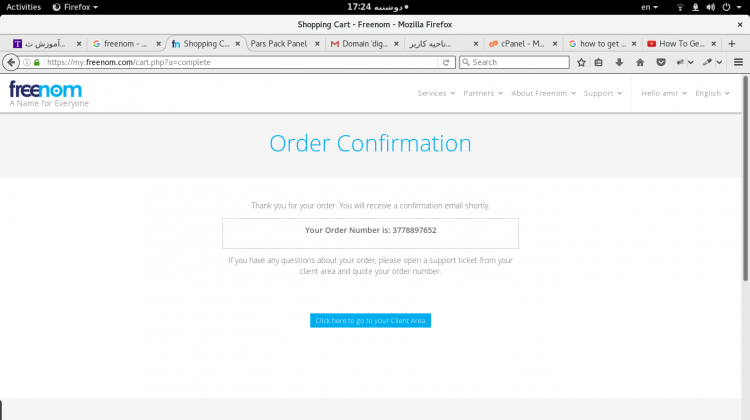 Activities Firefox دوشنبه 17:24 en
Shopping Cart - Freenom - Mozilla Firefox
آموزش ث... freenom - ... Shopping C... Pars Pack Panel Domain 'dig... ناحیه کاربر... cPanel - M... how to get ... How To Ge...
https://my.freenom.com/cart.php?a=complete Search
freenom
A Name for Everyone
Services Partners About Freenom Support Hello amir English
Order Confirmation
Thank you for your order. You will receive a confirmation email shortly.
Your Order Number is: 3778897652
If you have any questions about your order, please open a support ticket from your
client area and quote your order number.
Click here to go to your Client Area